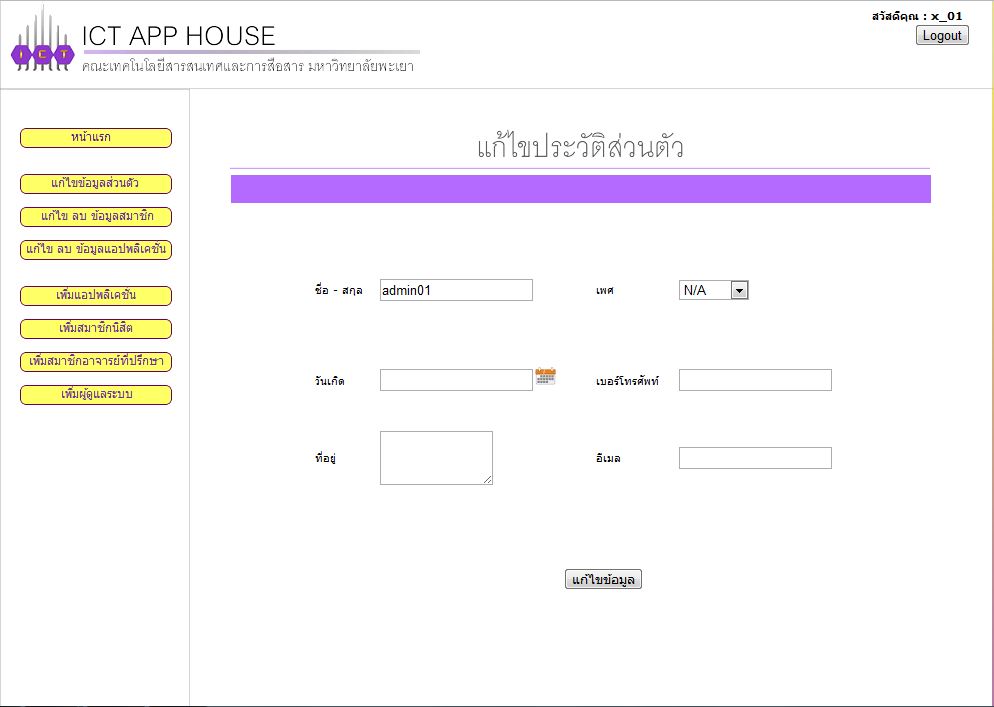 สวัสดีคุณ : x_01
Logout
ICT
ICT APP HOUSE
คณะเทคโนโลยีสารสนเทศและการสื่อสาร มหาวิทยาลัยพะเยา
หน้าแรก
แก้ไขข้อมูลส่วนตัว
แก้ไข ลบ ข้อมูลสมาชิก
แก้ไข ลบ ข้อมูลแอปพลิเคชั่น
เพิ่มแอปพลิเคชั่น
เพิ่มสมาชิกนิสิต
เพิ่มสมาชิกอาจารย์ที่ปรึกษา
เพิ่มผู้ดูแลระบบ
แก้ไขประวัติส่วนตัว
ชื่อ - สกุล admin01 เพศ N/A
วันเกิด เบอร์โทรศัพท์
ที่อยู่ อีเมล
แก้ไขข้อมูล